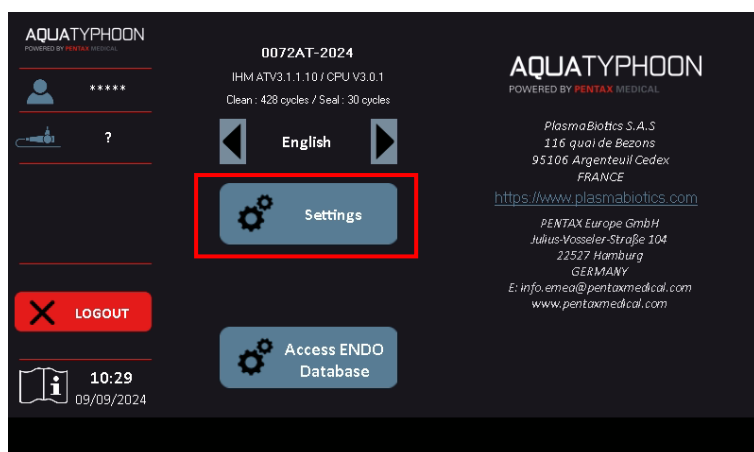 AQUATYPHOON
POWERED BY PENTAX MEDICAL
*****
?
LOGOUT
10:29
09/09/2024
0072AT-2024
IHM ATV3.1.1.10 / CPU V3.0.1
Clean : 428 cycles / Seal : 30 cycles
English
Settings
Access ENDO
Database
AQUATYPHOON
POWERED BY PENTAX MEDICAL
PlasmaBiotics S.A.S
116 quai de Bezons
95106 Argenteuil Cedex
FRANCE
https://www.plasmabiotics.com
PENTAX Europe GmbH
Julius-Vosseler-Straße 104
22527 Hamburg
GERMANY
E: info.emea@pentaxmedical.com
www.pentaxmedical.com